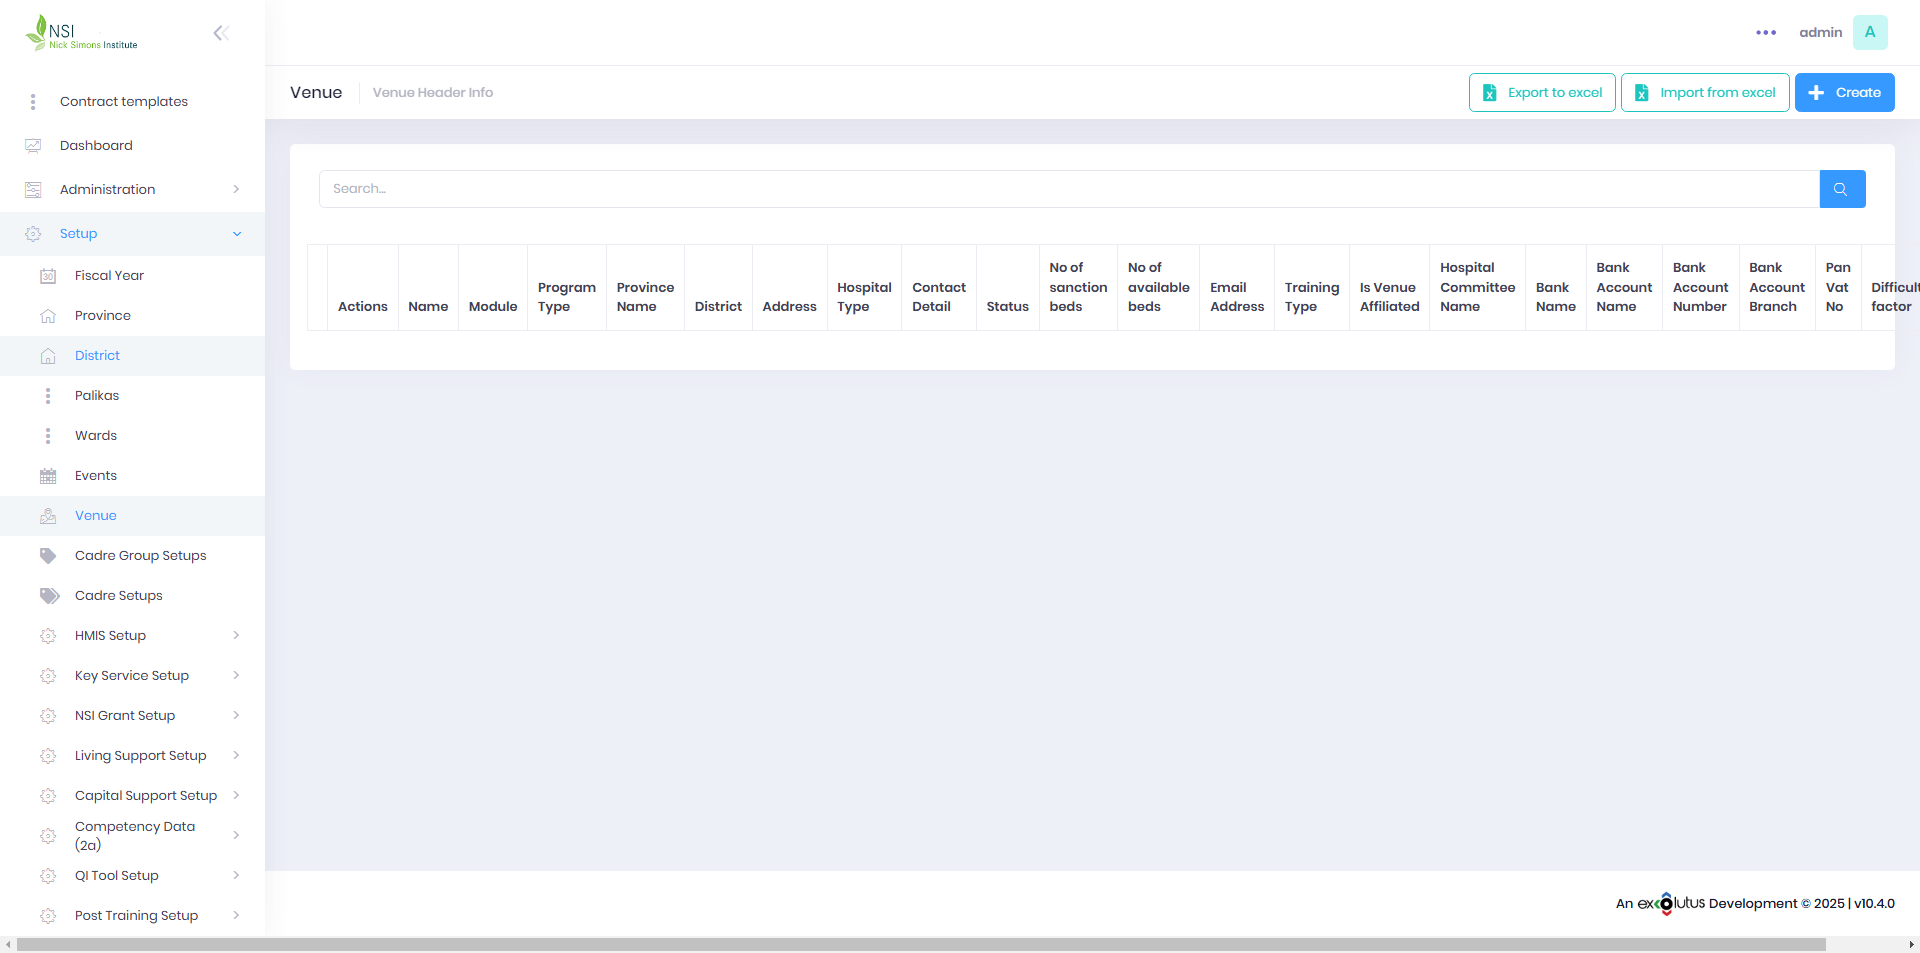 NSI
Nick Simons Institute
admin
A
Venue
Venue Header Info
Export to excel
Import from excel
Create
Contract templates
Dashboard
Administration
Setup
Fiscal Year
30
Province
District
Palikas
Wards
Events
Venue
Cadre Group Setups
Cadre Setups
HMIS Setup
Key Service Setup
NSI Grant Setup
Living Support Setup
Capital Support Setup
Competency Data
(2a)
QI Tool Setup
Post Training Setup
Search...
Actions
Name
Module
Program
Type
Province
Name
District
Address
Hospital
Type
Contact
Detail
Status
No of
sanction
beds
No of
available
beds
Email
Address
Training
Type
Is Venue
Affiliated
Hospital
Committee
Name
Bank
Name
Bank
Account
Name
Bank
Account
Number
Bank
Account
Branch
Pan
Vat
No
Difficult
factor
An excolutus Development © 2025 | v10.4.0